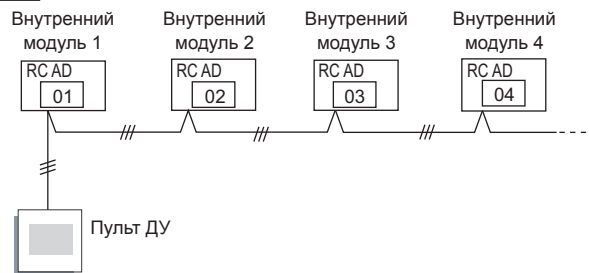 Внутренний модуль 1
Внутренний модуль 2
Внутренний модуль 3
Внутренний модуль 4
RC AD
01
RC AD
02
RC AD
03
RC AD
04
Пульт ДУ